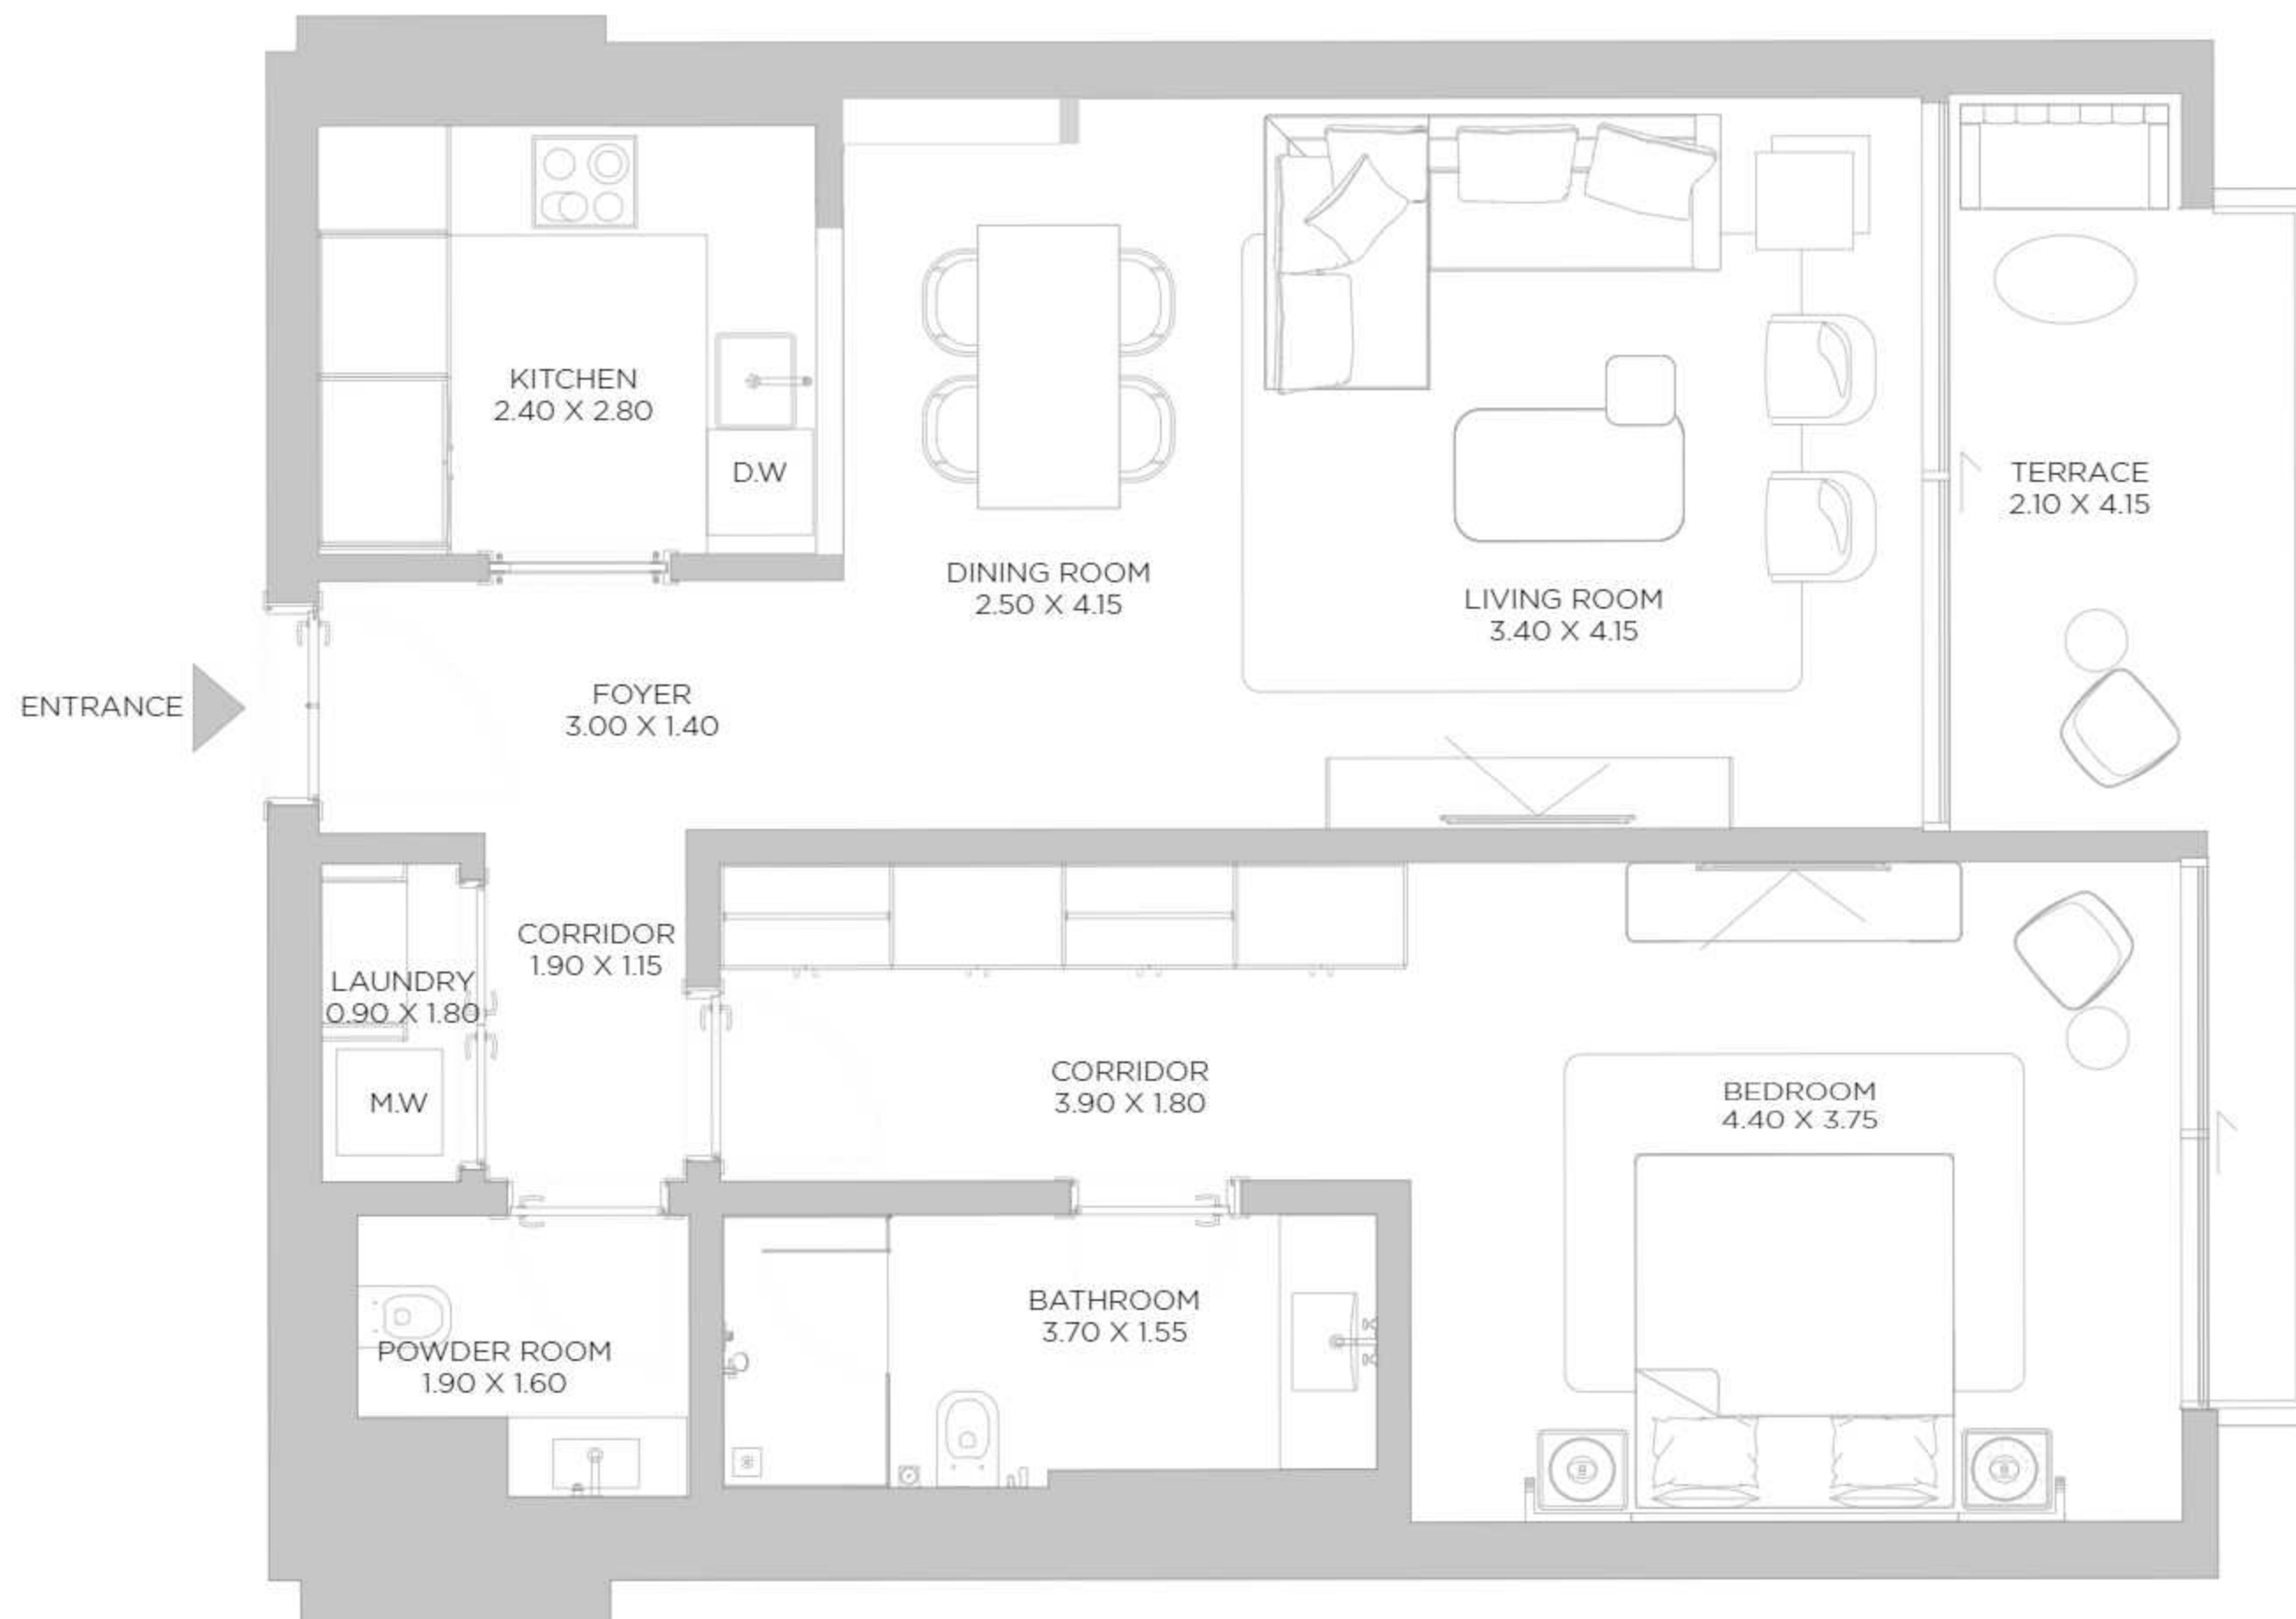 KITCHEN
2.40 X 2.80
D.W
DINING ROOM
2.50 X 4.15
LIVING ROOM
3.40 X 4.15
TERRACE
2.10 X 4.15
ENTRANCE
FOYER
3.00 X 1.40
CORRIDOR
1.90 X 1.15
LAUNDRY
0.90 X 1.80
M.W
CORRIDOR
3.90 X 1.80
BEDROOM
4.40 X 3.75
POWDER ROOM
1.90 X 1.60
BATHROOM
3.70 X 1.55